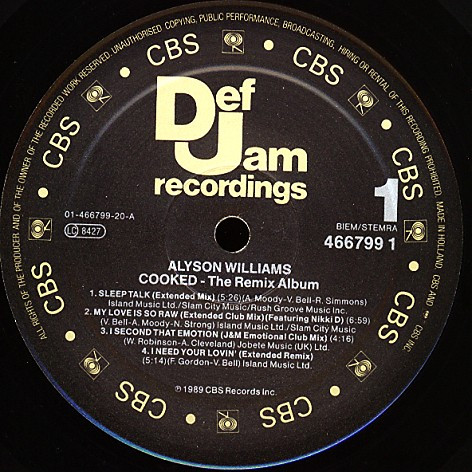 ALL RIGHTS OF THE PRODUCER AND OF THE OWNER OF THE RECORDED WORK RESERVED. UNAUTHORISED COPYING, PUBLIC PERFORMANCE, BROADCASTING, HIRING OR RENTAL OF THIS RECORDING PROHIBITED. MADE IN HOLLAND. CBS AND
ARE
CBS INC.
CBS
CBS
CBS
CBS
CBS
CBS
CBS
CBS
CBS
Def
Jam
recordings
1
01-466799-20-A
LC 8427
BIEM/STEMRA
466799 1
ALYSON WILLIAMS
COOKED - The Remix Album
1. SLEEP TALK (Extended Mix) (5:26)(A. Moody-V. Bell-R. Simmons)
Island Music Ltd./Slam City Music/Rush Groove Music Inc.
2. MY LOVE IS SO RAW (Extended Club Mix)(Featuring Nikki D) (6:59)
(V. Bell-A. Moody-N. Strong) Island Music Ltd./Slam City Music
3. I SECOND THAT EMOTION (J&M Emotional Club Mix) (4:16)
(W. Robinson-A. Cleveland) Jobete Music (UK) Ltd.
4. I NEED YOUR LOVIN' (Extended Remix)
(5:14)(F. Gordon-V. Bell) Island Music Ltd.
℗ 1989 CBS Records Inc.